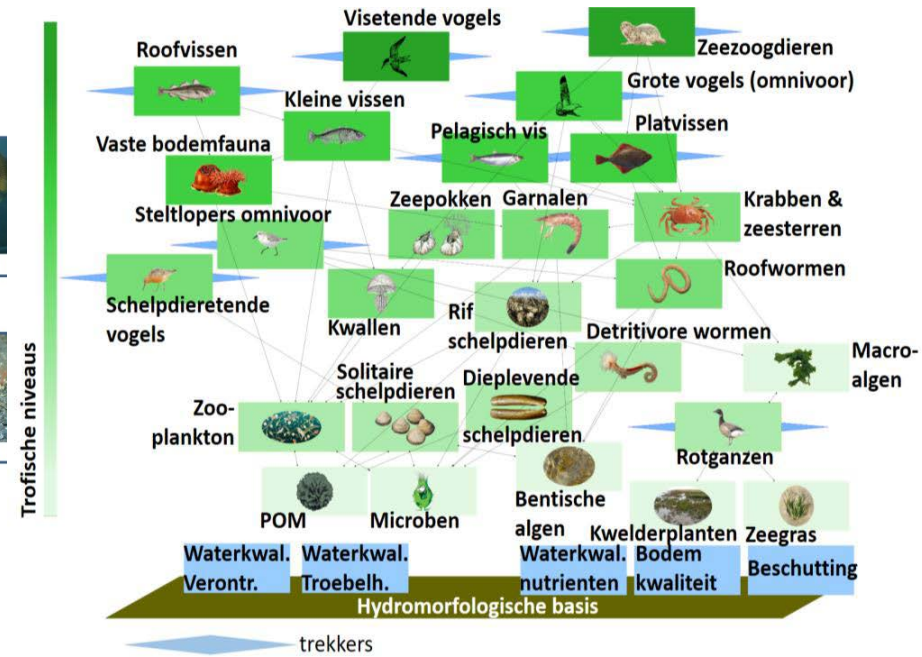 Visetende vogels
Roofvissen
Zeezoogdieren
Grote vogels (omnivoor)
Kleine vissen
Pelagisch vis
Platvissen
Vaste bodemfauna
Zeepokken
Garnalen
Krabben &
zeesterren
Steltlopers omnivoor
Roofwormen
Schelpdieretende
vogels
Kwallen
Rif
schelpdieren
Detritivore wormen
Macro-
algen
Solitaire
schelpdieren
Dieplevende
schelpdieren
Zoo-
plankton
Rotganzen
POM
Microben
Bentische
algen
Kwelderplanten
Zeegras
Trofische niveaus
Waterkwal.
Verontr.
Waterkwal.
Troebelh.
Waterkwal.
nutrienten
Bodem
kwaliteit
Beschutting
Hydromorfologische basis
trekkers